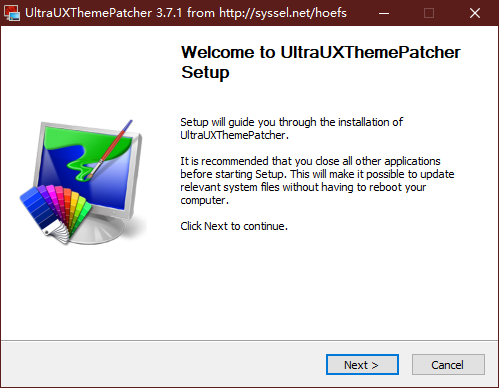 UltraUXThemePatcher 3.7.1 from http://syssel.net/hoefs
Welcome to UltraUXThemePatcher
Setup
Setup will guide you through the installation of
UltraUXThemePatcher.
It is recommended that you close all other applications
before starting Setup. This will make it possible to update
relevant system files without having to reboot your
computer.
Click Next to continue.
Next >
Cancel